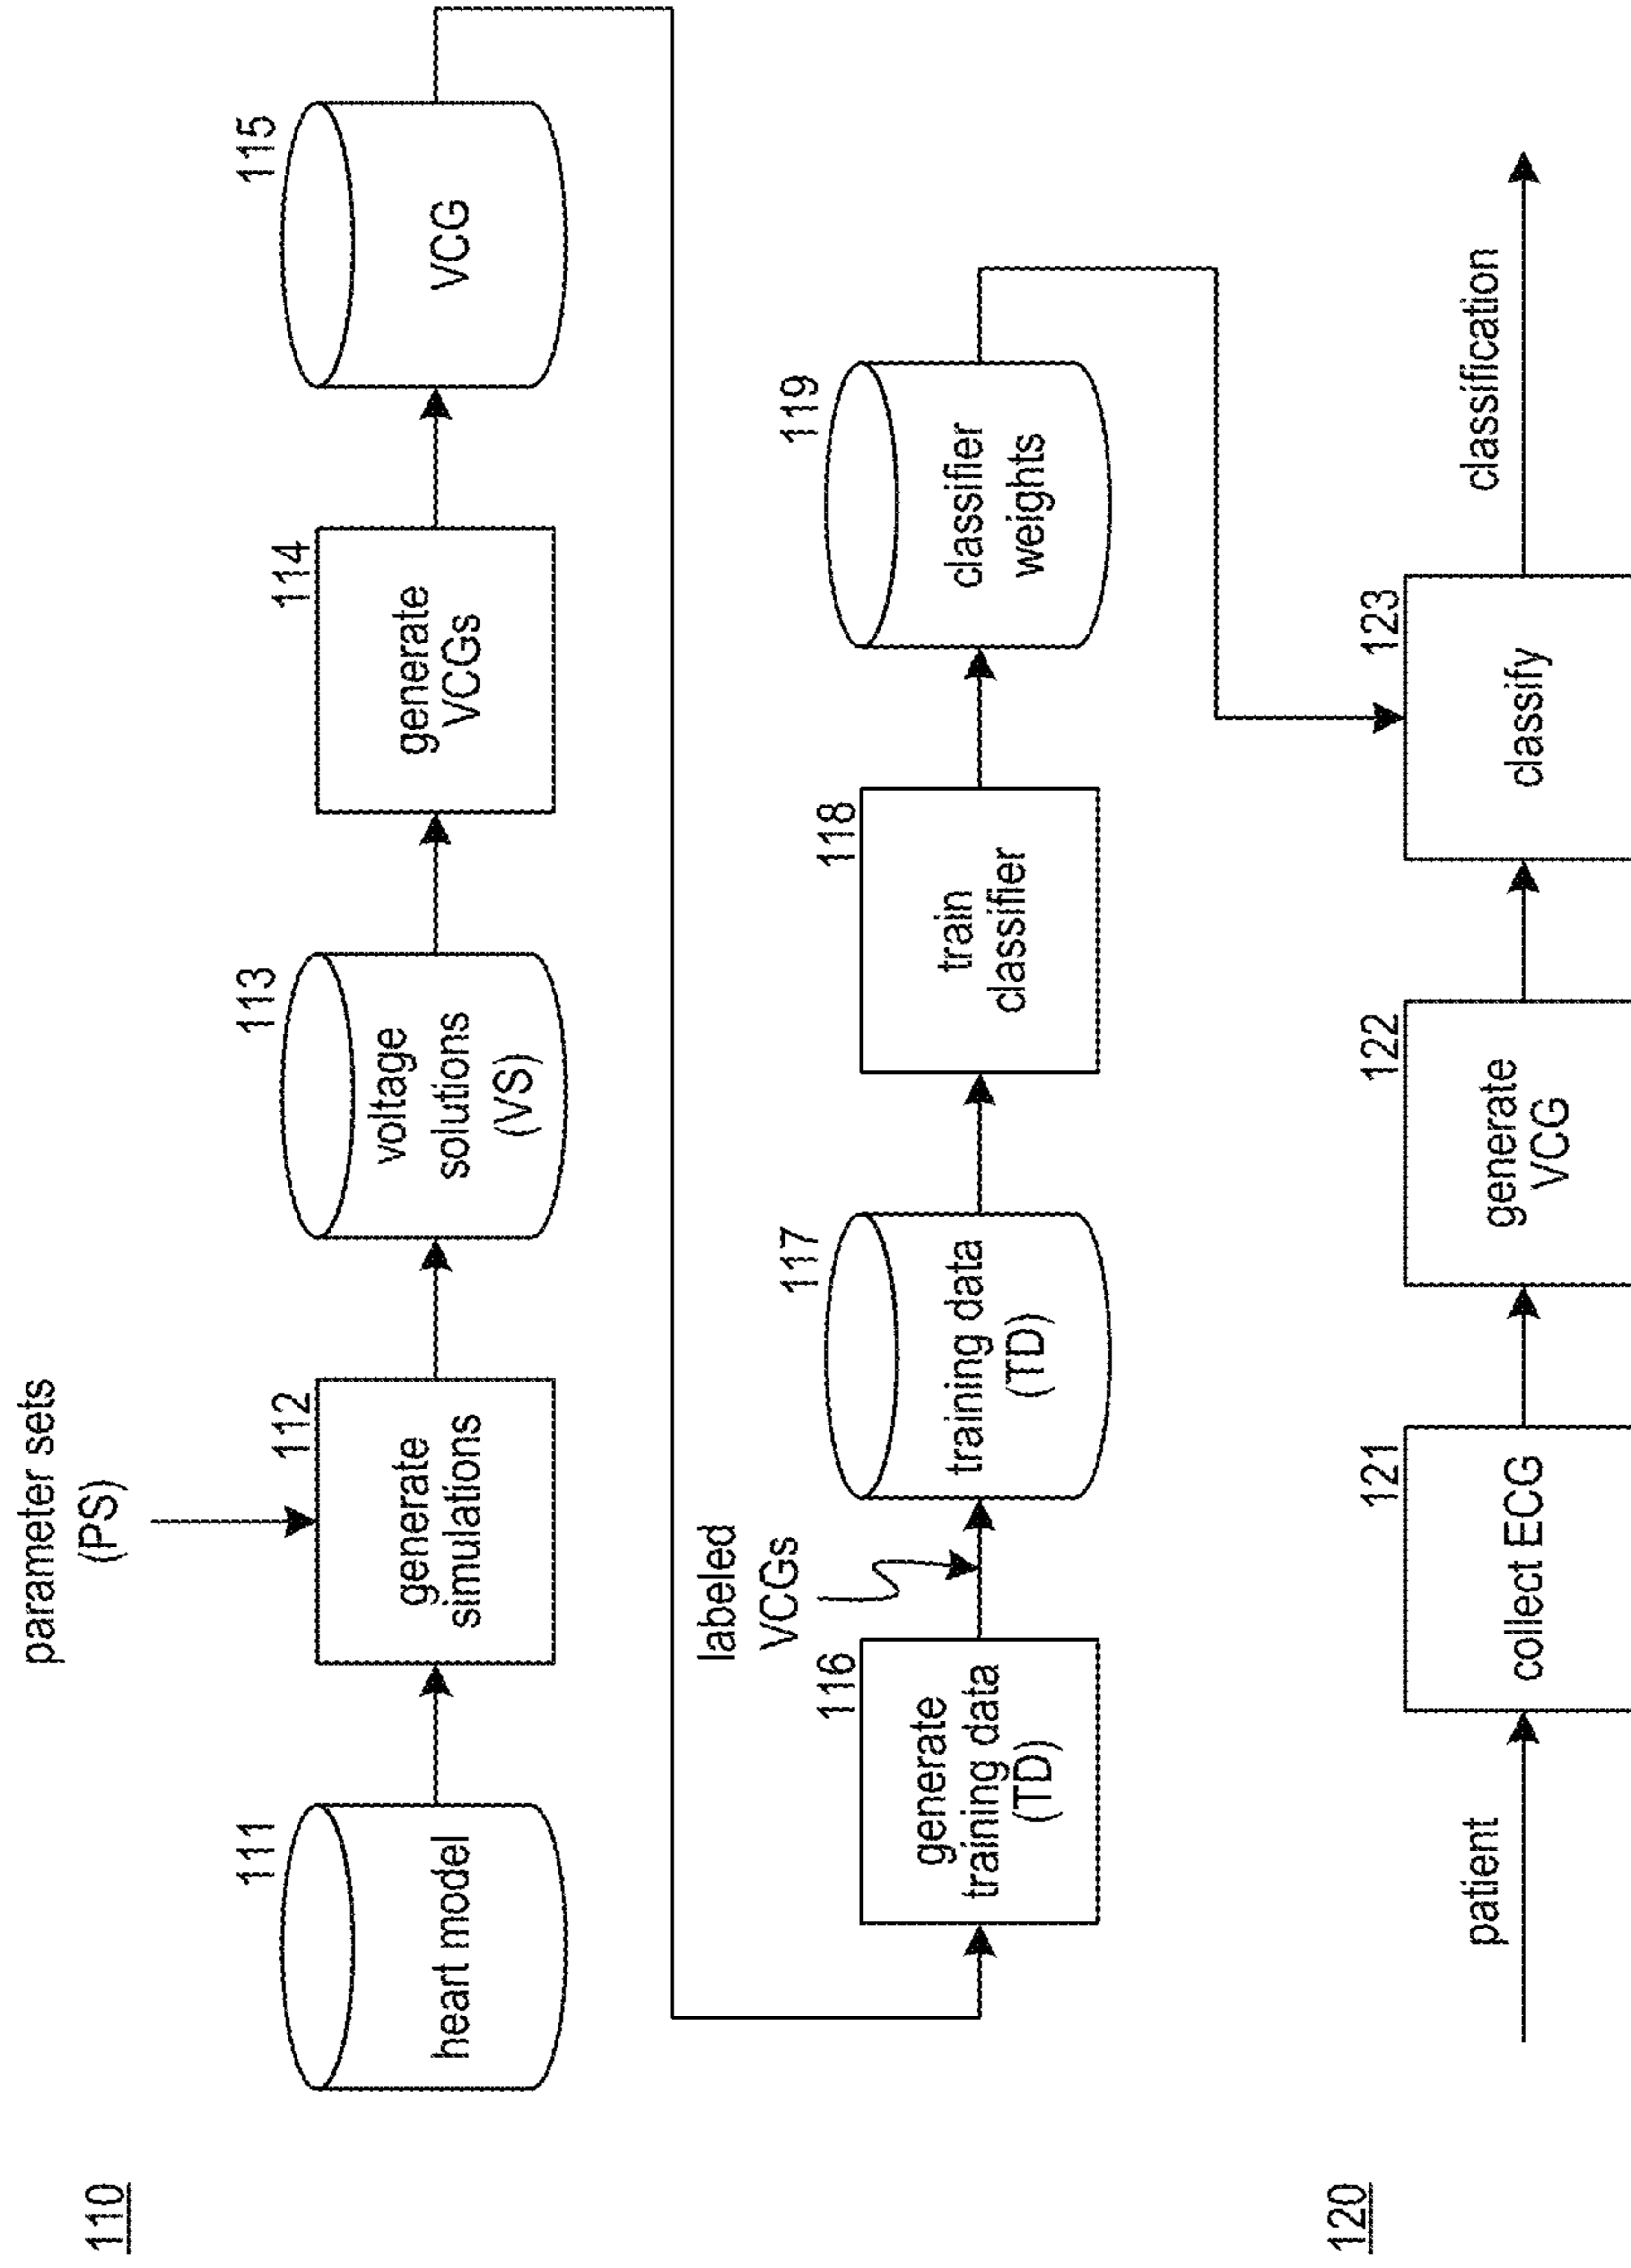 110
parameter sets
(PS)
111
heart model
112
generate
simulations
113
voltage
solutions
(VS)
114
generate
VCGs
115
VCG
labeled
VCGs
116
generate
training data
(TD)
117
training data
(TD)
118
train
classifier
119
classifier
weights
120
patient
121
collect ECG
122
generate
VCG
123
classify
classification